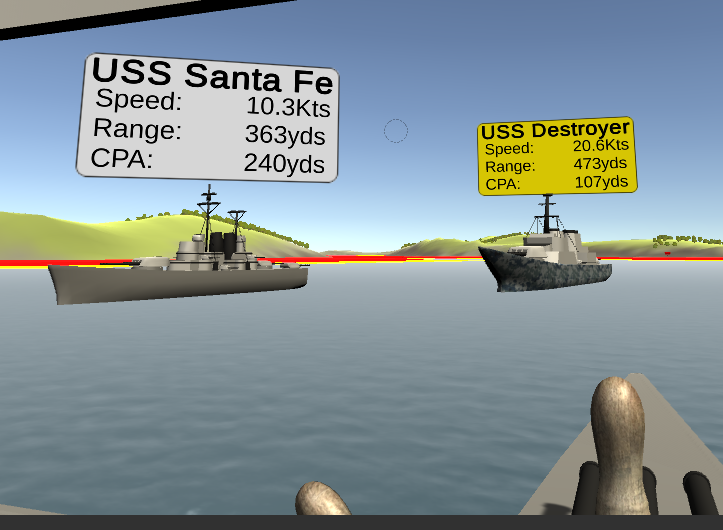 USS Santa Fe
Speed: 10.3Kts
Range: 363yds
CPA: 240yds
USS Destroyer
Speed: 20.6Kts
Range: 473yds
CPA: 107yds